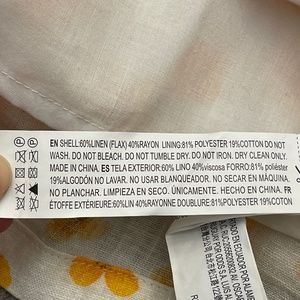 EN SHELL:60%LINEN (FLAX) 40%RAYON LINING:81% POLYESTER 19%COTTON DO NOT
WASH. DO NOT BLEACH. DO NOT TUMBLE DRY. DO NOT IRON. DRY CLEAN ONLY.
MADE IN CHINA. ES TELA EXTERIOR:60% LINO 40%viscosa FORRO:81% poliéster
19%ALGODÓN NO LAVAR. NO USAR BLANQUEADOR. NO SECAR EN MÁQUINA.
NO PLANCHAR. LIMPIEZA EN SECO. ÚNICAMENTE. HECHO EN CHINA. FR
ÉTOFFE EXTÉRIEURE:60%LIN 40%RAYONNE DOUBLURE:81%POLYESTER 19%COTON